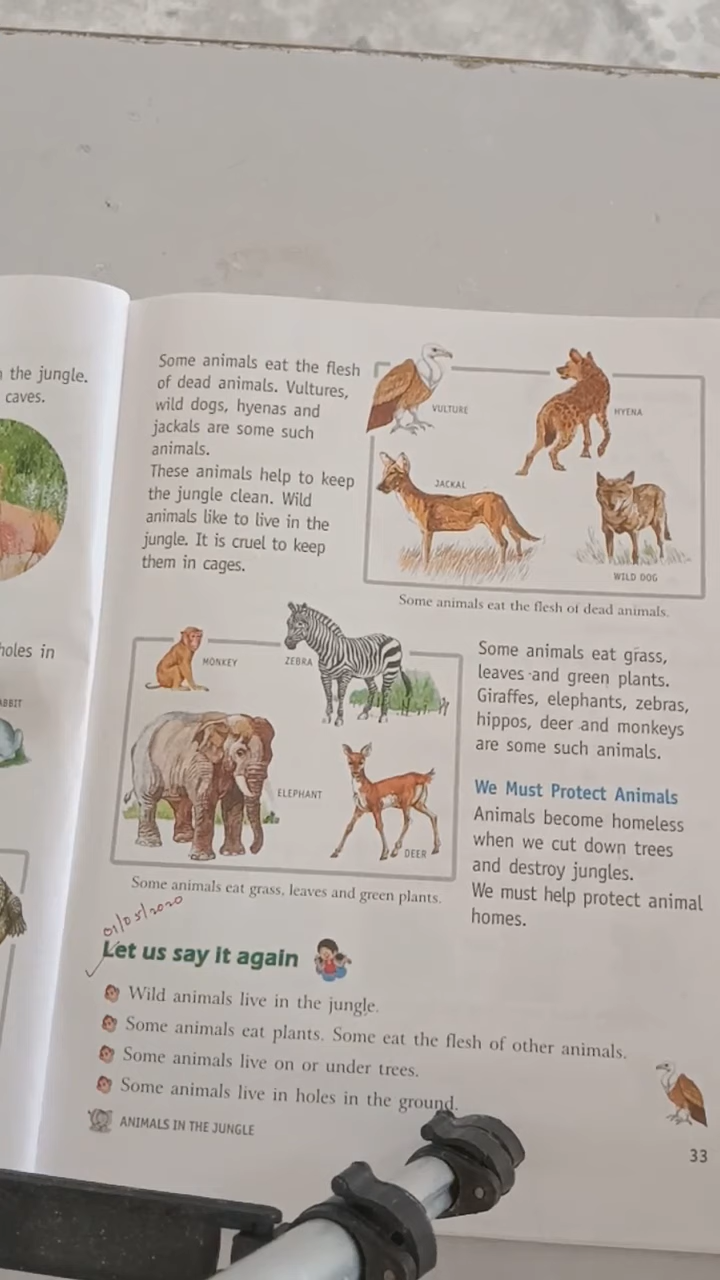 the jungle.
caves.
holes in
Some animals eat the flesh
of dead animals. Vultures,
wild dogs, hyenas and
jackals are some such
animals.
These animals help to keep
the jungle clean. Wild
animals like to live in the
jungle. It is cruel to keep
them in cages.
VULTURE
HYENA
JACKAL
WILD DOG
Some animals eat the flesh of dead animals.
MONKEY
ZEBRA
ELEPHANT
DEER
Some animals eat grass, leaves and green plants.
Some animals eat grass,
leaves and green plants.
Giraffes, elephants, zebras,
hippos, deer and monkeys
are some such animals.
We Must Protect Animals
Animals become homeless
when we cut down trees
and destroy jungles.
We must help protect animal
homes.
01/05/2020
Let us say it again
Wild animals live in the jungle.
Some animals eat plants. Some eat the flesh of other animals.
Some animals live on or under trees.
Some animals live in holes in the ground.
ANIMALS IN THE JUNGLE
33